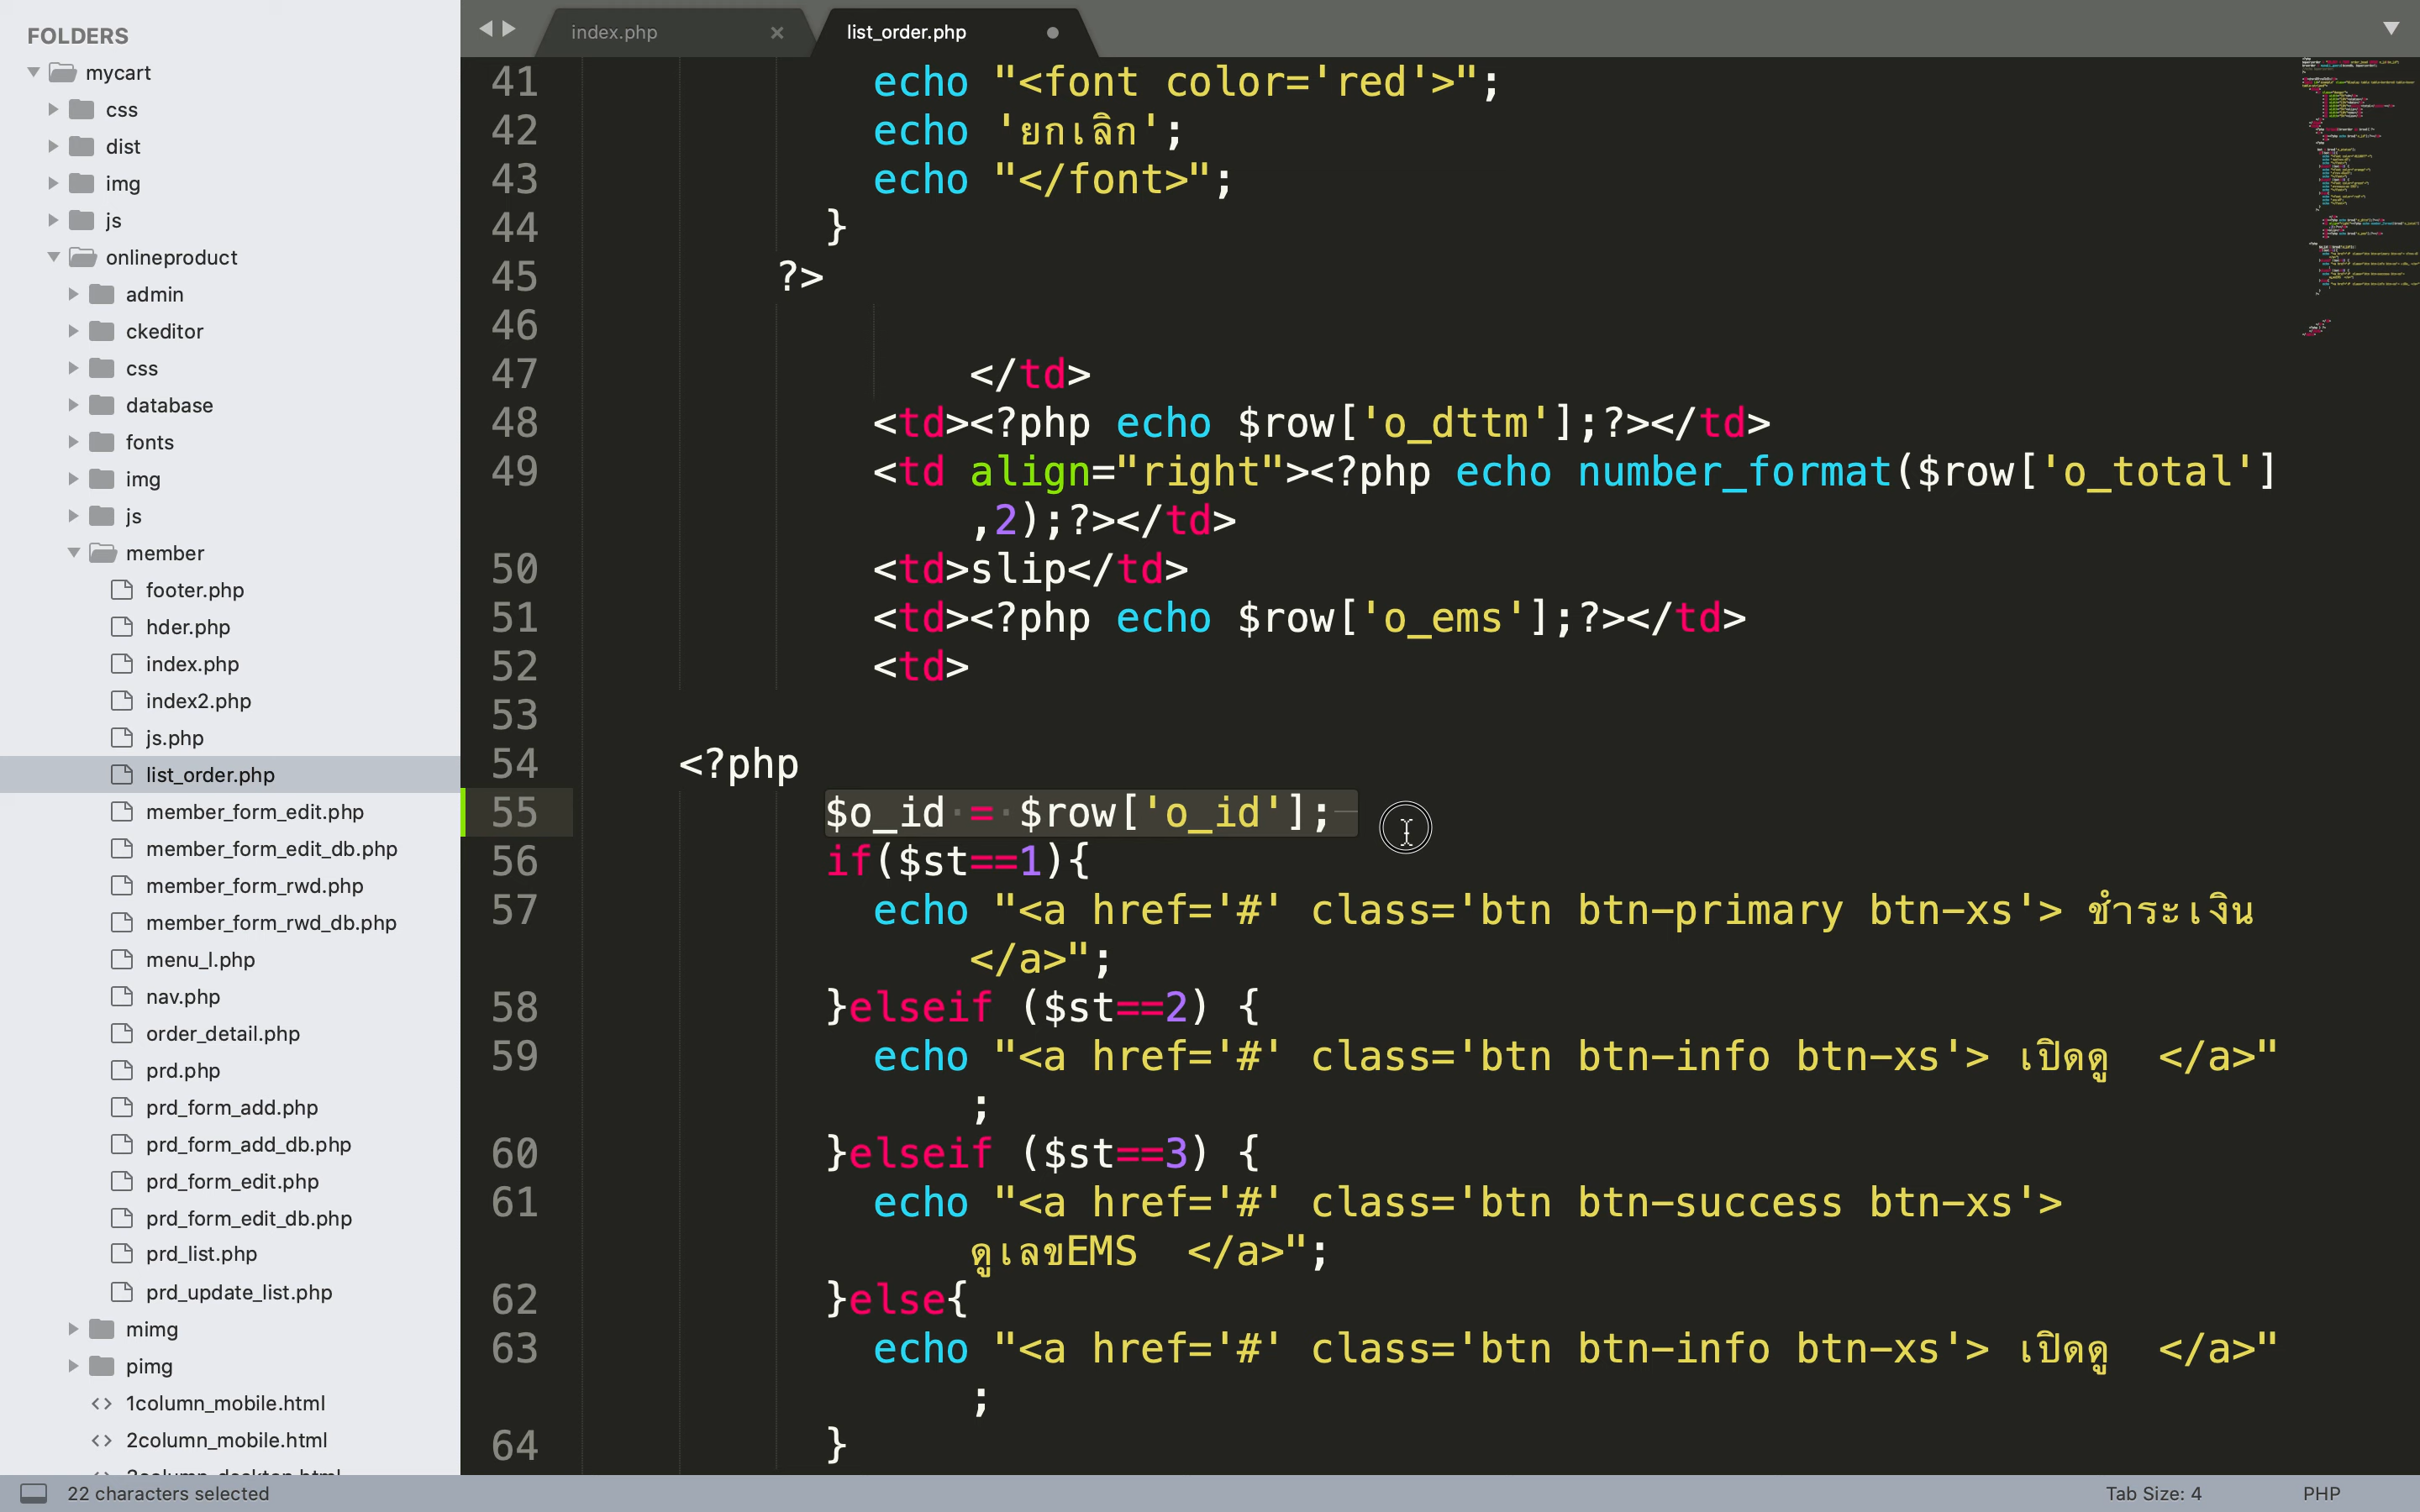 FOLDERS
mycart
css
dist
img
js
onlineproduct
admin
ckeditor
css
database
fonts
img
js
member
footer.php
hder.php
index.php
index2.php
js.php
list_order.php
member_form_edit.php
member_form_edit_db.php
member_form_rwd.php
member_form_rwd_db.php
menu_l.php
nav.php
order_detail.php
prd.php
prd_form_add.php
prd_form_add_db.php
prd_form_edit.php
prd_form_edit_db.php
prd_list.php
prd_update_list.php
mimg
pimg
1column_mobile.html
2column_mobile.html
index.php
list_order.php
41 echo "<font color='red'>";
42 echo 'ยกเลิก';
43 echo "</font>";
44 }
45 ?>
46
47 </td>
48 <td><?php echo $row['o_dttm'];?></td>
49 <td align="right"><?php echo number_format($row['o_total']
,2);?></td>
50 <td>slip</td>
51 <td><?php echo $row['o_ems'];?></td>
52 <td>
53
54 <?php
55 $o_id = $row['o_id'];
56 if($st==1){
57 echo "<a href='#' class='btn btn-primary btn-xs'> ชำระเงิน
</a>";
58 }elseif ($st==2) {
59 echo "<a href='#' class='btn btn-info btn-xs'> เปิดดู  </a>"
;
60 }elseif ($st==3) {
61 echo "<a href='#' class='btn btn-success btn-xs'>
ดูเลขEMS  </a>";
62 }else{
63 echo "<a href='#' class='btn btn-info btn-xs'> เปิดดู  </a>"
;
64 }
22 characters selected
Tab Size: 4
PHP